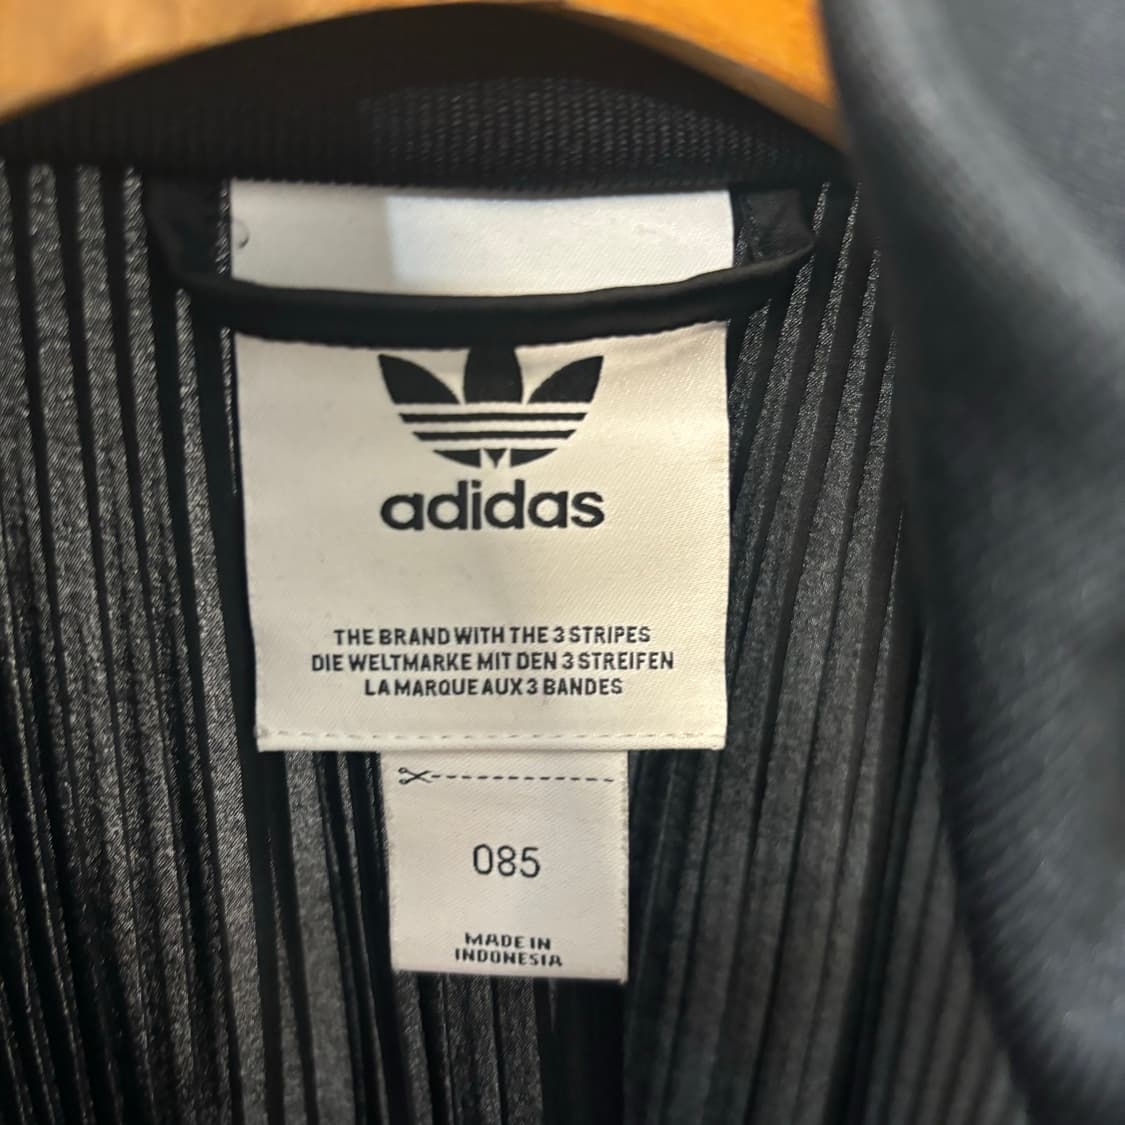 adidas
THE BRAND WITH THE 3 STRIPES
DIE WELTMARKE MIT DEN 3 STREIFEN
LA MARQUE AUX 3 BANDES
085
MADE IN
INDONESIA